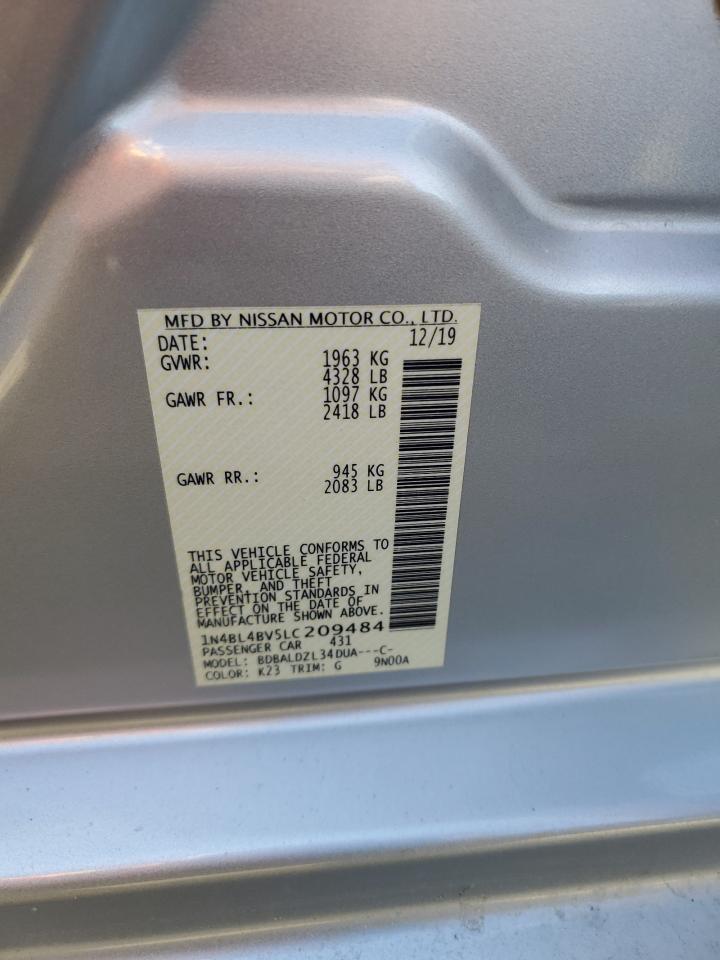 MFD BY NISSAN MOTOR CO., LTD.
DATE: 12/19
GVWR: 1963 KG
4328 LB
GAWR FR.: 1097 KG
2418 LB
GAWR RR.: 945 KG
2083 LB
THIS VEHICLE CONFORMS TO
ALL APPLICABLE FEDERAL
MOTOR VEHICLE SAFETY,
BUMPER, AND THEFT
PREVENTION STANDARDS IN
EFFECT ON THE DATE OF
MANUFACTURE SHOWN ABOVE.
1N4BL4BV5LC209484
PASSENGER CAR 431
MODEL: BDBALDZL34DUA---C-
COLOR: K23 TRIM: G 9N00A